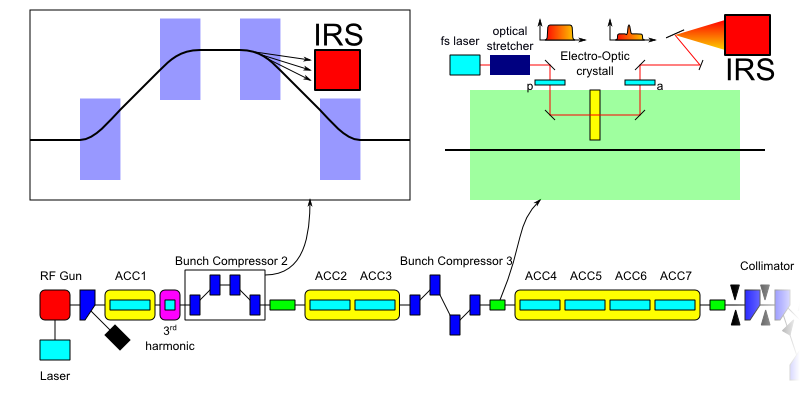 IRS
fs laser
optical
stretcher
Electro-Optic
crystall
p
a
IRS
Bunch Compressor 2
Bunch Compressor 3
RF Gun
ACC1
ACC2
ACC3
ACC4
ACC5
ACC6
ACC7
Collimator
3rd
harmonic
Laser